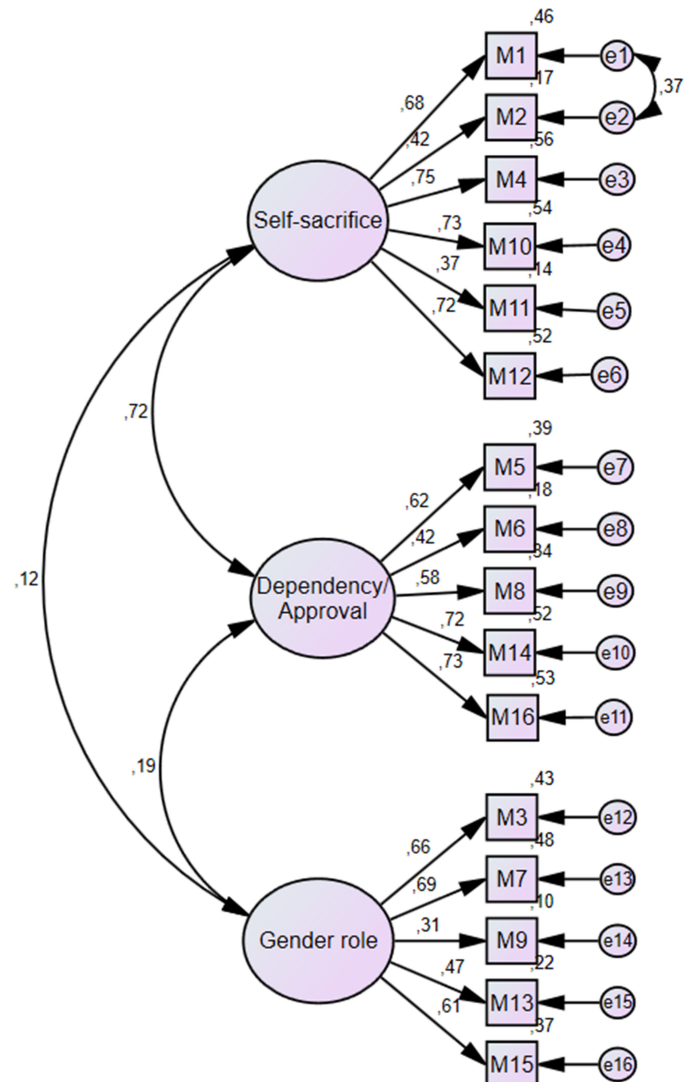 ,46
M1
e1
,68
,17
,37
M2
e2
,42
,56
,75
M4
e3
Self-sacrifice
,54
,73
M10
e4
,37
,14
M11
e5
,72
,52
M12
e6
,72
,39
M5
e7
,62
,18
M6
e8
,42
,34
,12
Dependency/
Approval
,58
M8
e9
,52
,72
M14
e10
,73
,53
M16
e11
,19
,43
M3
e12
,66
,48
M7
e13
,69
,10
Gender role
,31
M9
e14
,22
,47
M13
e15
,61
,37
M15
e16